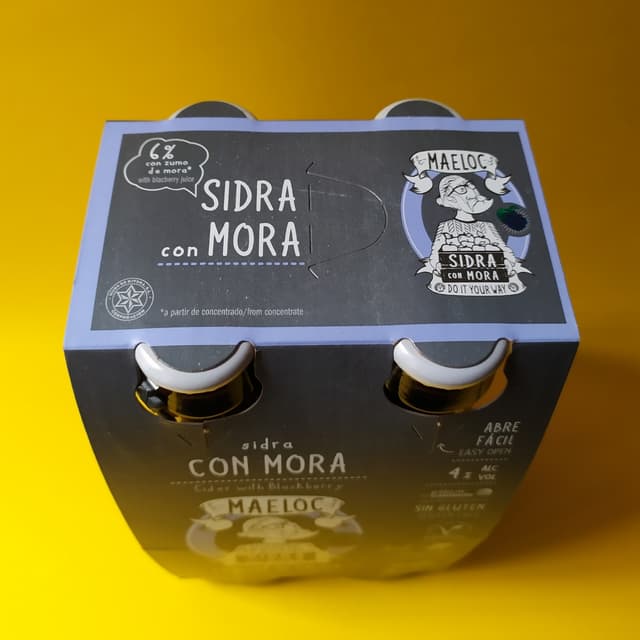 6%
con zumo
de mora*
with blacberry juice
SIDRA
con MORA
*a partir de concentrado/from concentrate
MAELOC
SIDRA
CON MORA
DO IT YOUR WAY
sidra
CON MORA
Cider with Blackberry
MAELOC
ABRE
FÁCIL
EASY OPEN
4% ALC
VOL
SIN GLUTEN